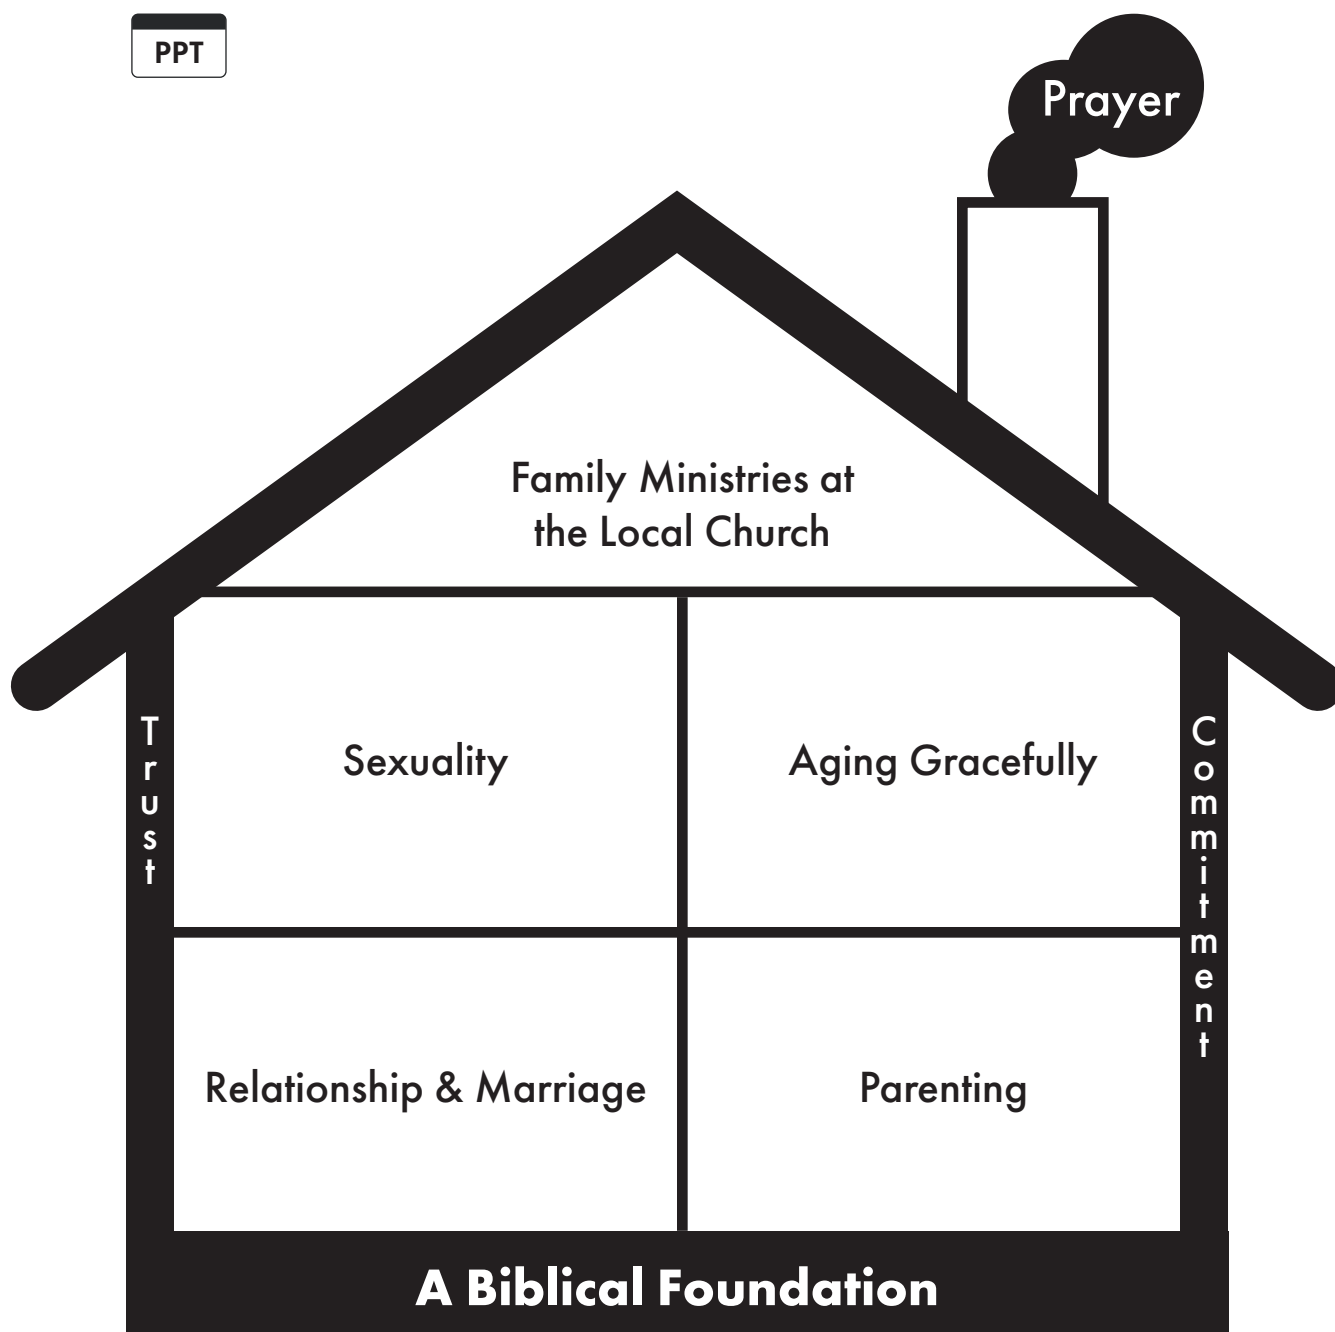 PPT
Prayer
Family Ministries at
the Local Church
Trust
Sexuality
Aging Gracefully
Commitment
Relationship & Marriage
Parenting
A Biblical Foundation